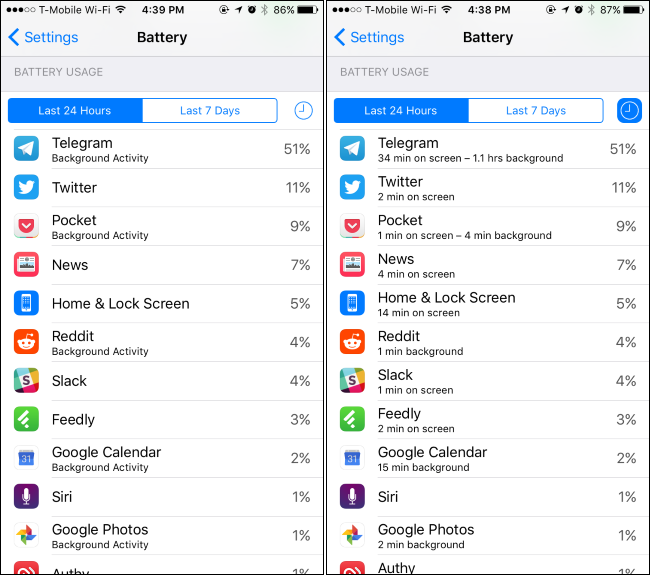 T-Mobile Wi-Fi 4:39 PM 86%
Settings Battery
BATTERY USAGE
Last 24 Hours Last 7 Days
Telegram 51%
Background Activity
Twitter 11%
Pocket 9%
Background Activity
News 7%
Home & Lock Screen 5%
Reddit 4%
Background Activity
Slack 4%
Feedly 3%
31 Google Calendar 2%
Background Activity
Siri 1%
Google Photos 1%
Background Activity
Authy 1%
T-Mobile Wi-Fi 4:38 PM 87%
Settings Battery
BATTERY USAGE
Last 24 Hours Last 7 Days
Telegram 51%
34 min on screen – 1.1 hrs background
Twitter 11%
2 min on screen
Pocket 9%
1 min on screen – 4 min background
News 7%
4 min on screen
Home & Lock Screen 5%
14 min on screen
Reddit 4%
1 min background
Slack 4%
1 min on screen
Feedly 3%
2 min on screen
31 Google Calendar 2%
15 min background
Siri 1%
Google Photos 1%
2 min background
Authy 1%